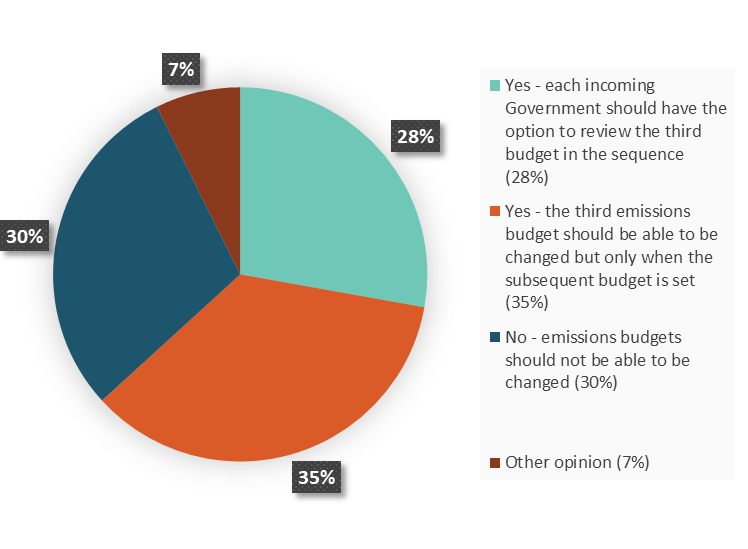 7%
28%
30%
35%
Yes - each incoming
Government should have the
option to review the third
budget in the sequence
(28%)
Yes - the third emissions
budget should be able to be
changed but only when the
subsequent budget is set
(35%)
No - emissions budgets
should not be able to be
changed (30%)
Other opinion (7%)